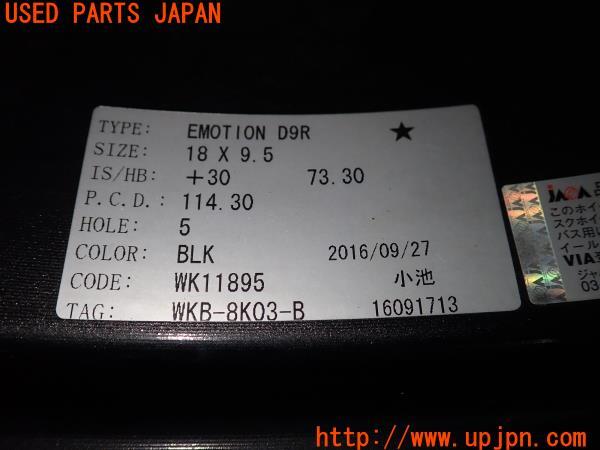 USED PARTS JAPAN
TYPE: EMOTION D9R ★
SIZE: 18 X 9.5
IS/HB: +30 73.30
P.C.D.: 114.30
HOLE: 5
COLOR: BLK 2016/09/27
CODE: WK11895 小池
TAG: WKB-8K03-B 16091713
JAWA 品
このホイ
スクホイ
バス用に
イール
VIA
ジャ
03
http://www.upjpn.com/